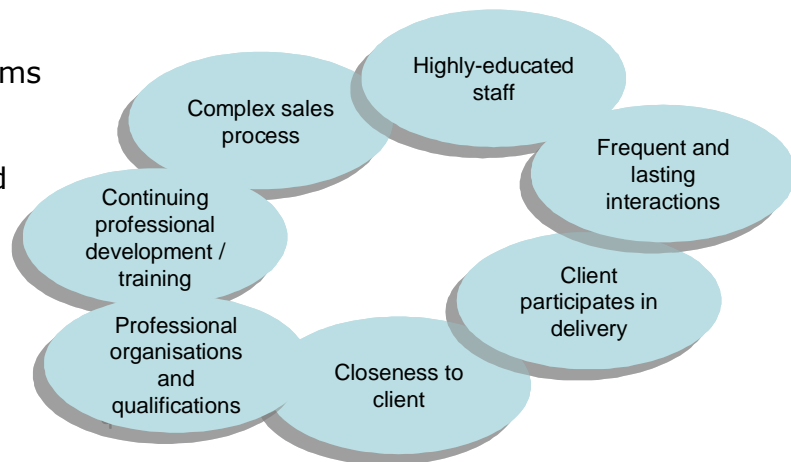 Highly-educated
staff
Complex sales
process
Frequent and
lasting
interactions
Continuing
professional
development /
training
Client
participates in
delivery
Professional
organisations
and
qualifications
Closeness to
client